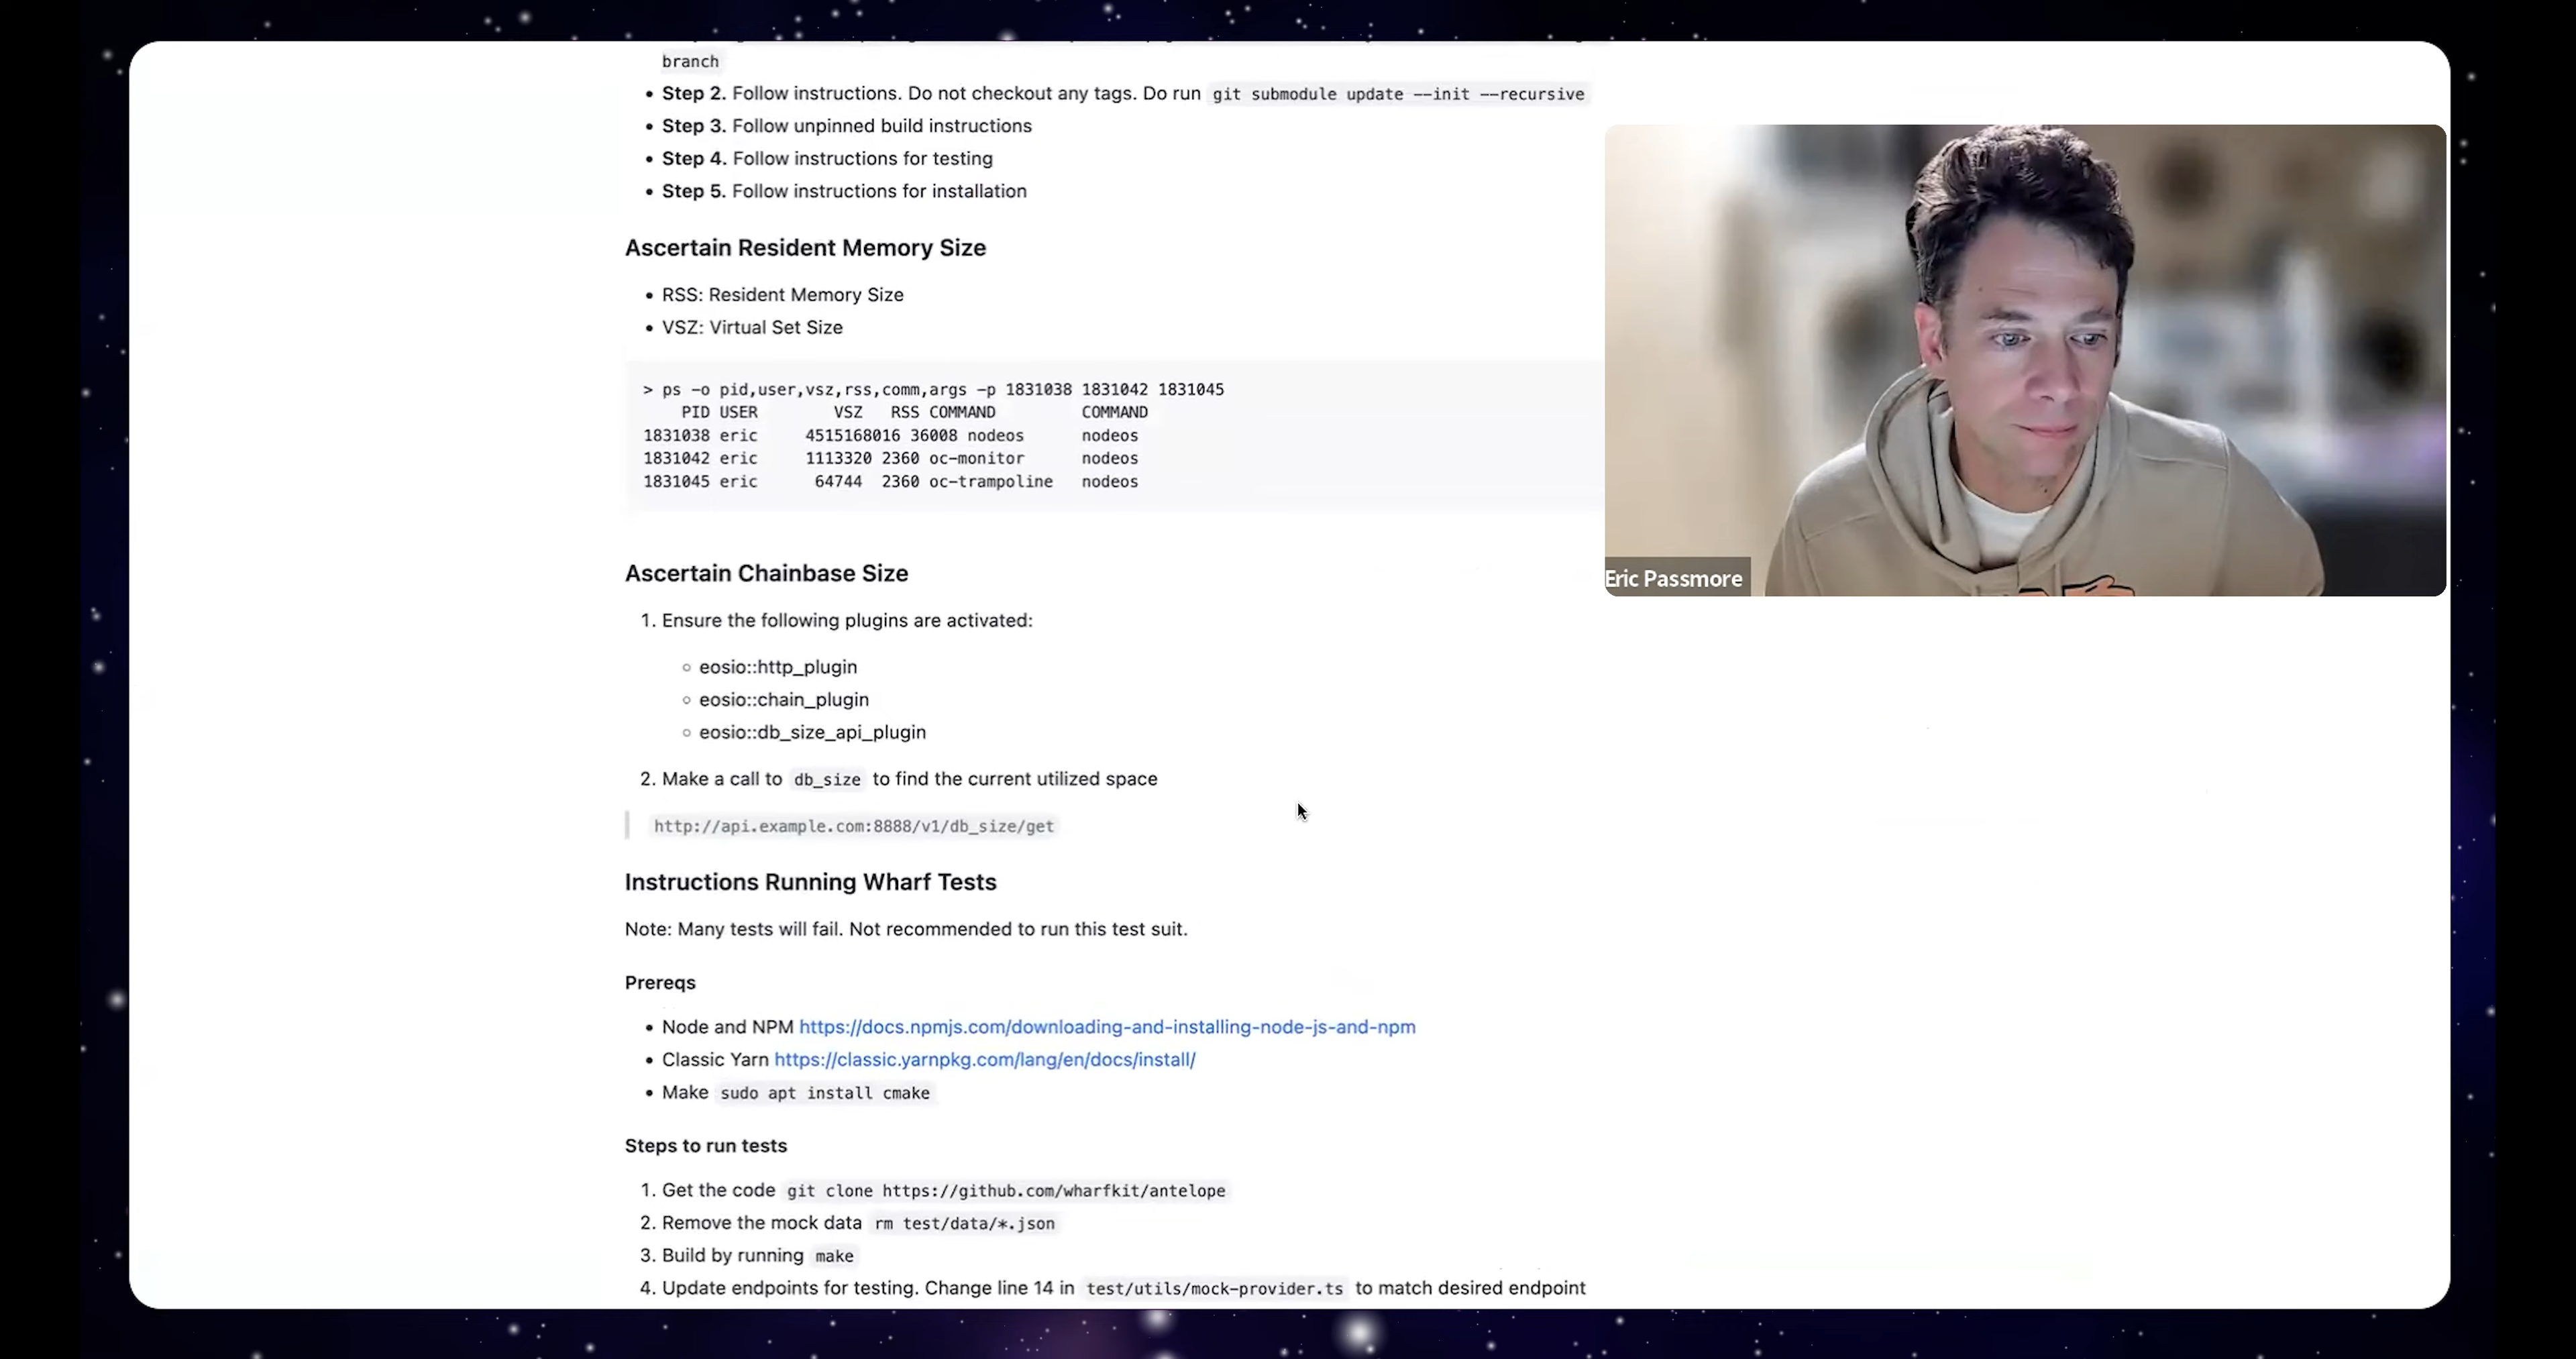 branch
• Step 2. Follow instructions. Do not checkout any tags. Do run git submodule update --init --recursive
• Step 3. Follow unpinned build instructions
• Step 4. Follow instructions for testing
• Step 5. Follow instructions for installation
Ascertain Resident Memory Size
• RSS: Resident Memory Size
• VSZ: Virtual Set Size
> ps -o pid,user,vsz,rss,comm,args -p 1831038 1831042 1831045
PID USER VSZ RSS COMMAND COMMAND
1831038 eric 4515168016 36008 nodeos nodeos
1831042 eric 1113320 2360 oc-monitor nodeos
1831045 eric 64744 2360 oc-trampoline nodeos
Eric Passmore
Ascertain Chainbase Size
1. Ensure the following plugins are activated:
◦ eosio::http_plugin
◦ eosio::chain_plugin
◦ eosio::db_size_api_plugin
2. Make a call to db_size to find the current utilized space
http://api.example.com:8888/v1/db_size/get
Instructions Running Wharf Tests
Note: Many tests will fail. Not recommended to run this test suit.
Prereqs
• Node and NPM https://docs.npmjs.com/downloading-and-installing-node-js-and-npm
• Classic Yarn https://classic.yarnpkg.com/lang/en/docs/install/
• Make sudo apt install cmake
Steps to run tests
1. Get the code git clone https://github.com/wharfkit/antelope
2. Remove the mock data rm test/data/*.json
3. Build by running make
4. Update endpoints for testing. Change line 14 in test/utils/mock-provider.ts to match desired endpoint